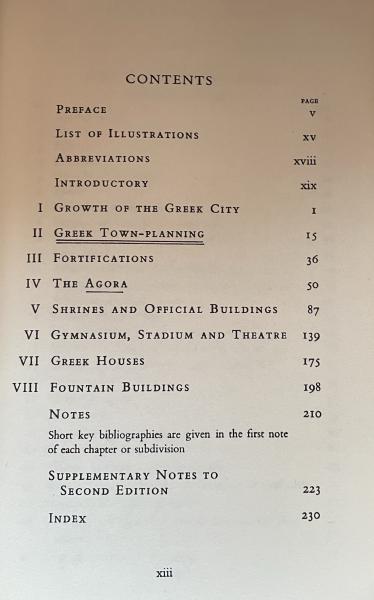 CONTENTS
PAGE
PREFACE v
LIST OF ILLUSTRATIONS xv
ABBREVIATIONS xviii
INTRODUCTORY xix
I GROWTH OF THE GREEK CITY 1
II GREEK TOWN-PLANNING 15
III FORTIFICATIONS 36
IV THE AGORA 50
V SHRINES AND OFFICIAL BUILDINGS 87
VI GYMNASIUM, STADIUM AND THEATRE 139
VII GREEK HOUSES 175
VIII FOUNTAIN BUILDINGS 198
NOTES 210
Short key bibliographies are given in the first note
of each chapter or subdivision
SUPPLEMENTARY NOTES TO
SECOND EDITION 223
INDEX 230
xiii